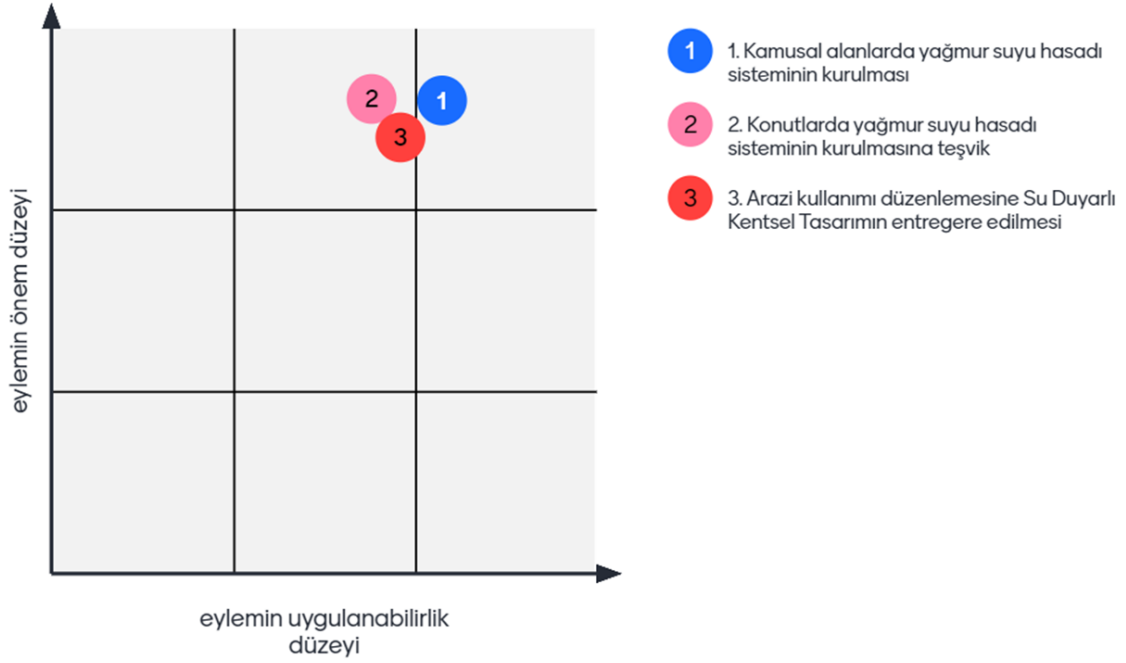 1
1. Kamusal alanlarda yağmur suyu hasadı
sisteminin kurulması
2
2. Konutlarda yağmur suyu hasadı
sisteminin kurulmasına teşvik
3
3. Arazi kullanımı düzenlemesine Su Duyarlı
Kentsel Tasarımın entregere edilmesi
2
1
3
eylemin önem düzeyi
eylemin uygulanabilirlik
düzeyi